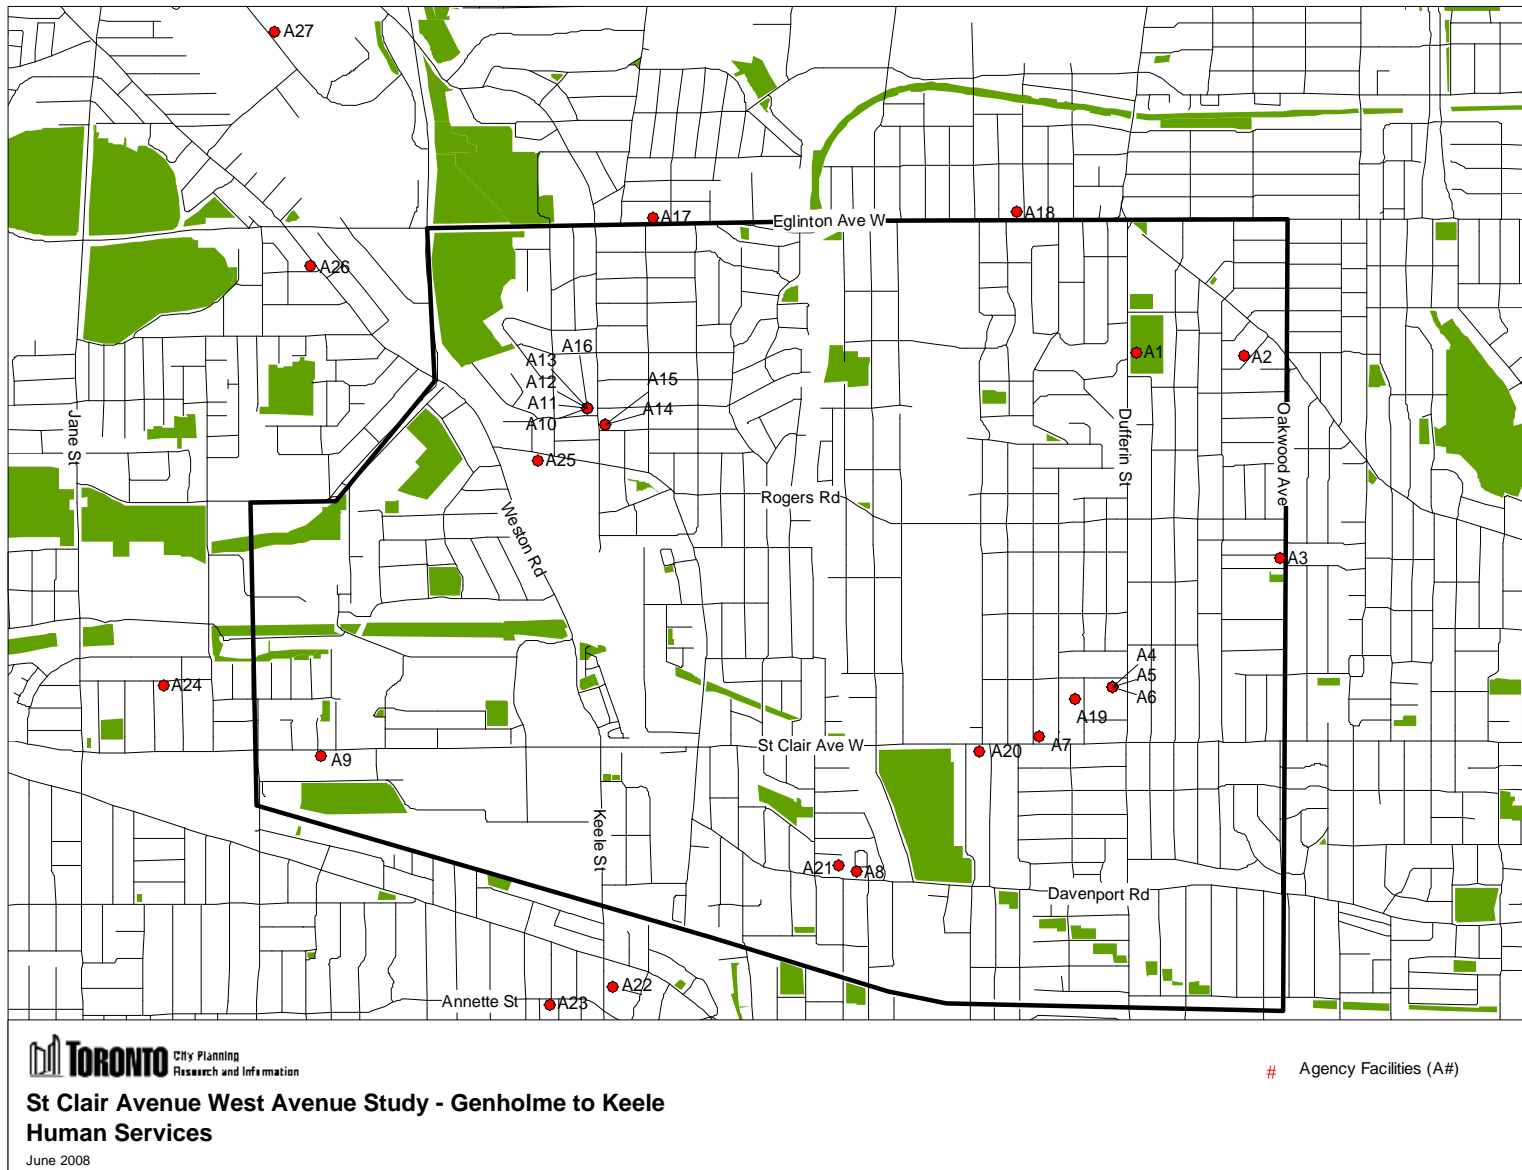 A27
A17
A18
Eglinton Ave W
A26
A16
A13
A12
A11
A10
A15
A14
A1
A2
Jane St
Dufferin St
Oakwood Ave
A25
Rogers Rd
Weston Rd
A3
A4
A5
A6
A24
A19
A7
St Clair Ave W
A20
A9
Keele St
A21
A8
Davenport Rd
A22
Annette St
A23
TORONTO City Planning
Research and Information
# Agency Facilities (A#)
St Clair Avenue West Avenue Study - Genholme to Keele
Human Services
June 2008